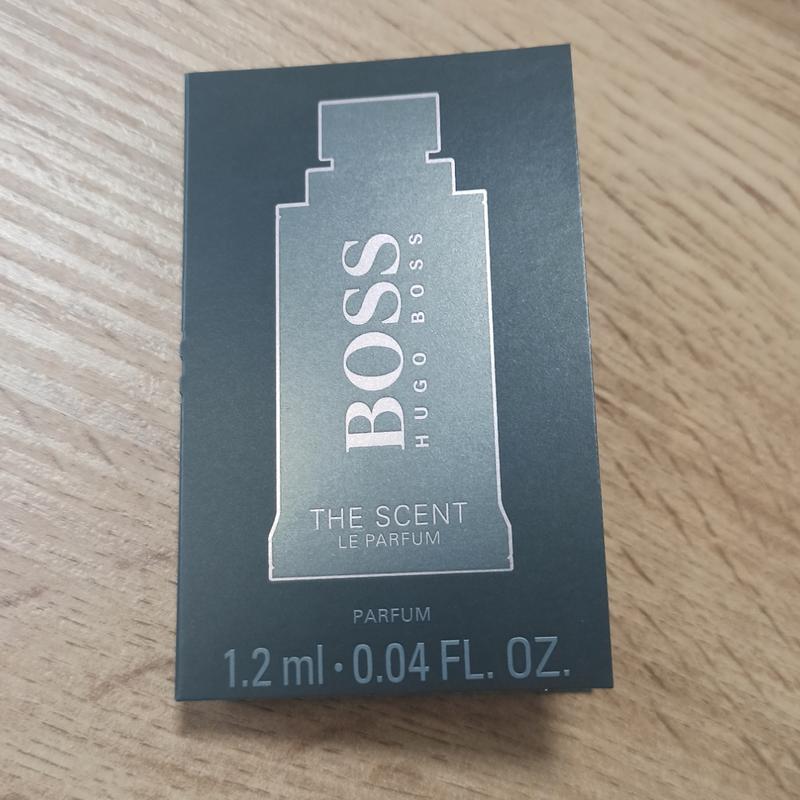 BOSS
HUGO BOSS
THE SCENT
LE PARFUM
PARFUM
1.2 ml • 0.04 FL. OZ.